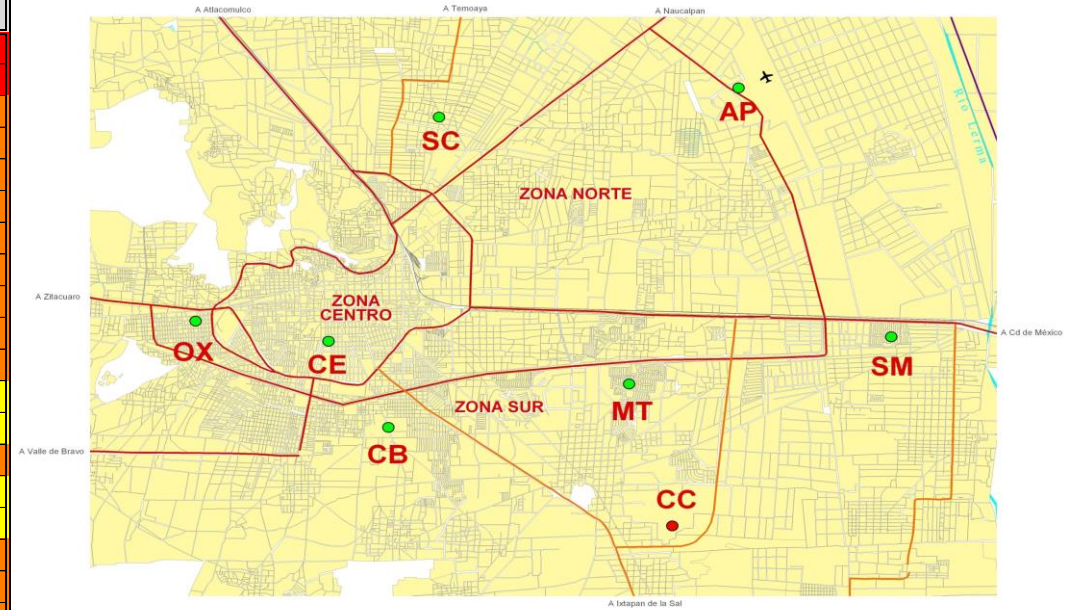 A Atlacomulco
A Temoaya
A Naucalpan
AP
Río Lerma
SC
ZONA NORTE
A Zitacuaro
ZONA
CENTRO
OX
CE
A Cd de México
SM
ZONA SUR
MT
CB
A Valle de Bravo
CC
A Ixtapan de la Sal